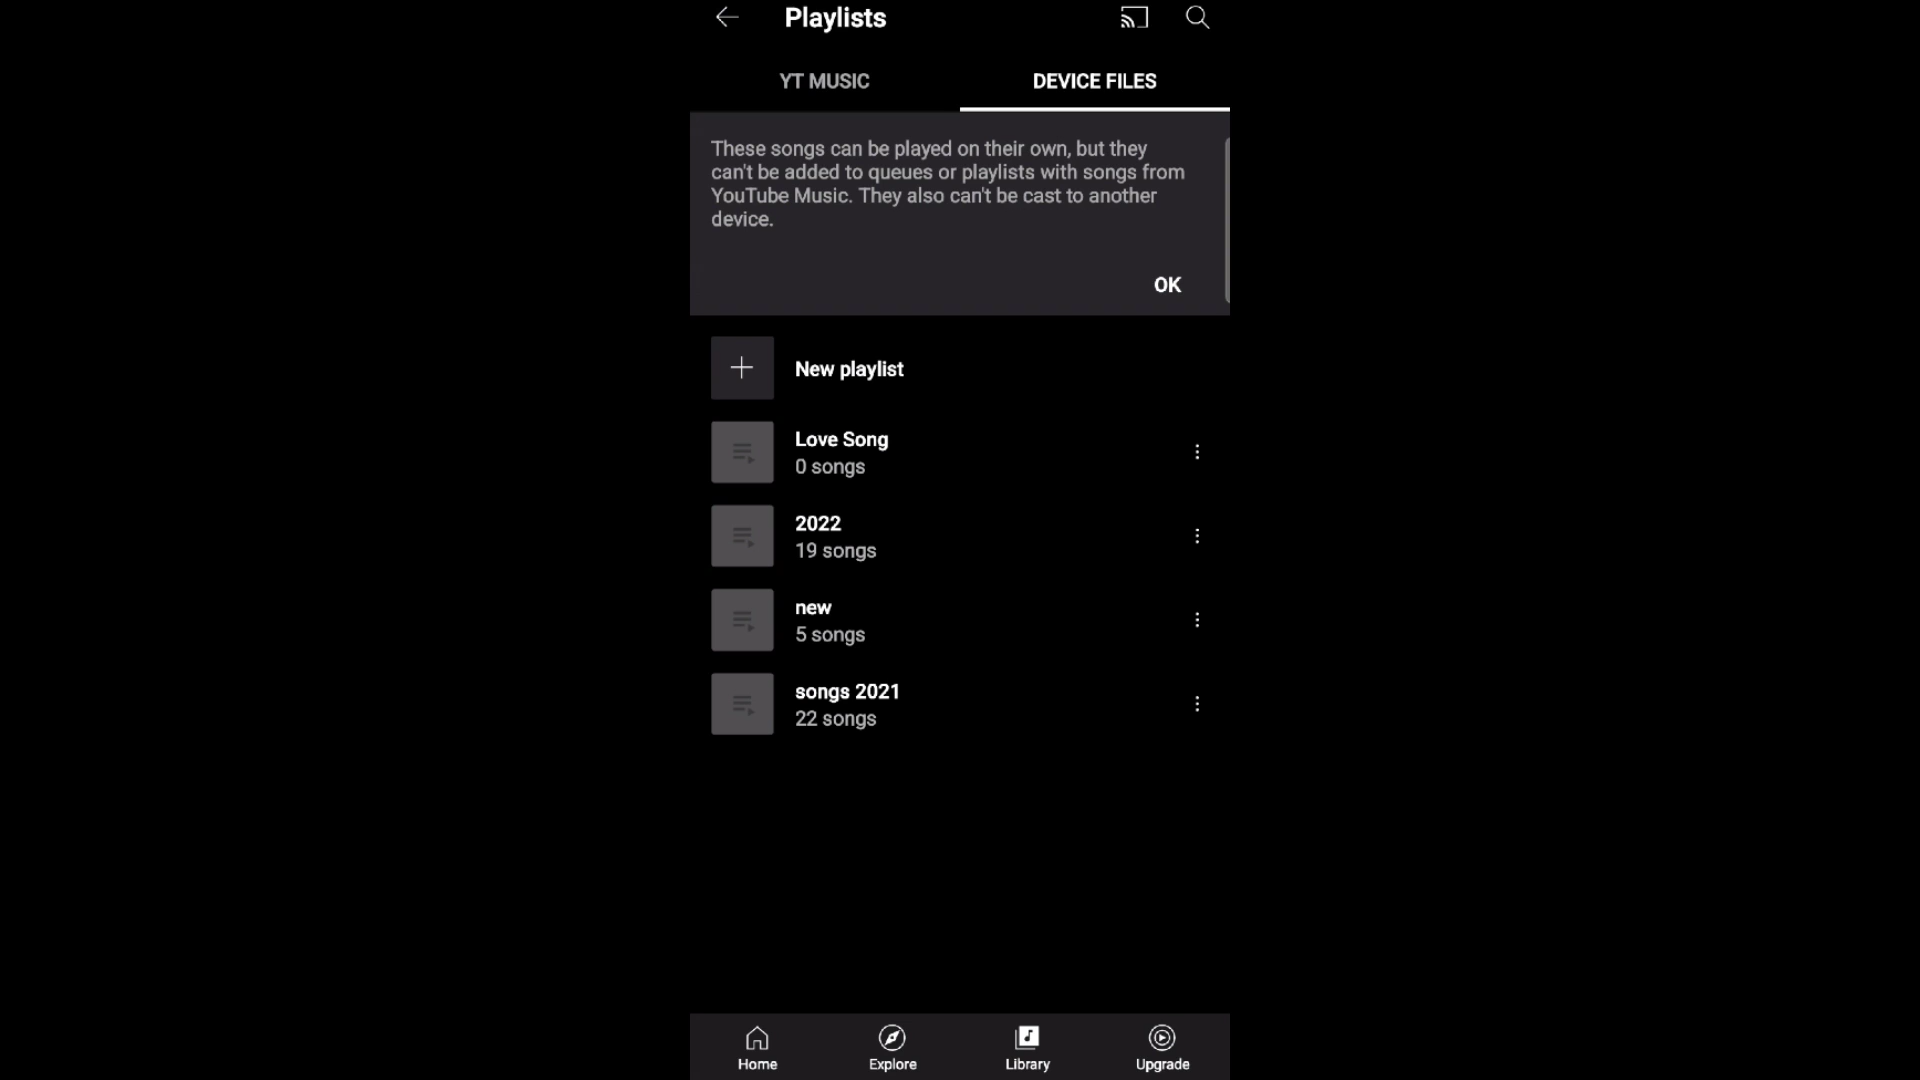 Playlists
YT MUSIC
DEVICE FILES
These songs can be played on their own, but they
can't be added to queues or playlists with songs from
YouTube Music. They also can't be cast to another
device.
OK
New playlist
Love Song
0 songs
2022
19 songs
new
5 songs
songs 2021
22 songs
Home
Explore
Library
Upgrade